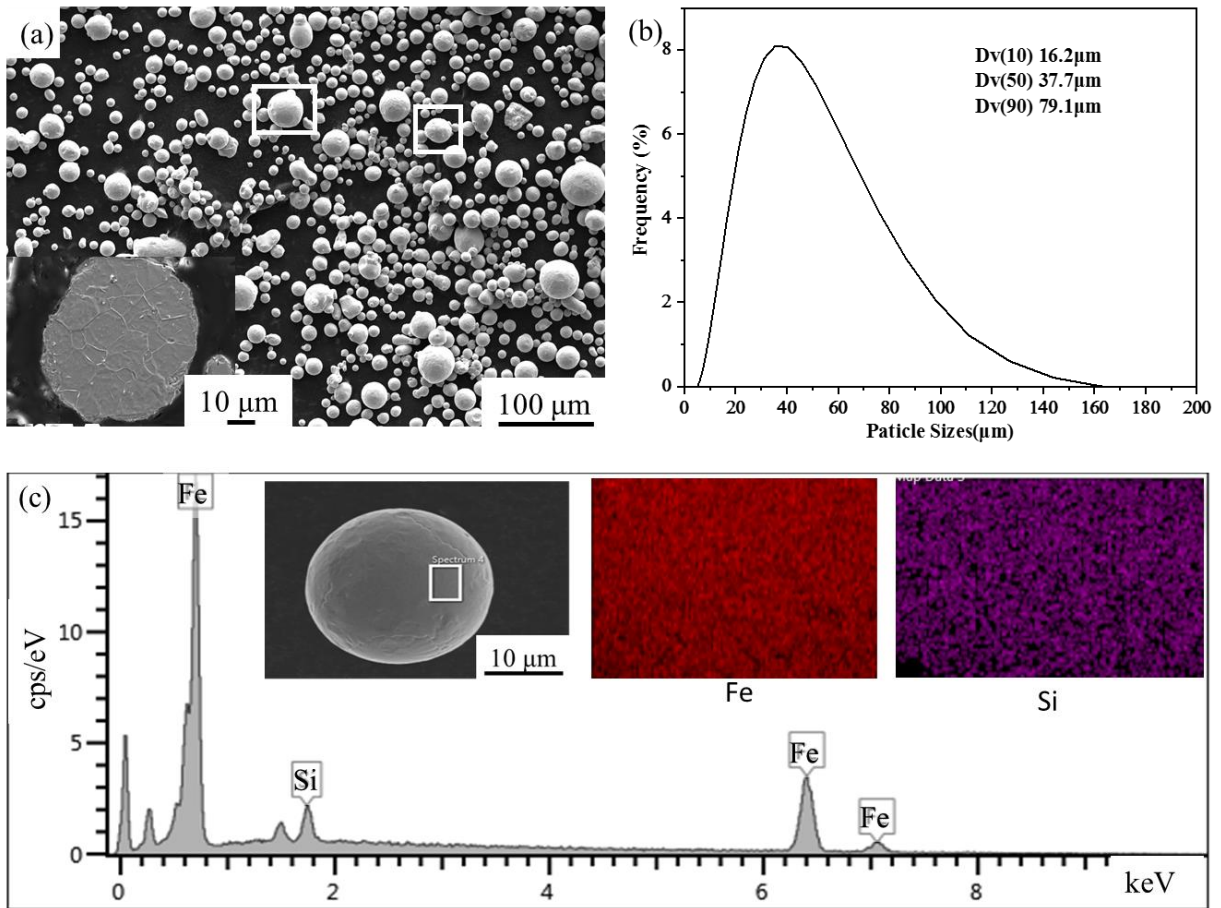 (a)
10 μm
100 μm
(b)
Dv(10) 16.2μm
Dv(50) 37.7μm
Dv(90) 79.1μm
Frequency (%)
8
6
4
2
0
0 20 40 60 80 100 120 140 160 180 200
Paticle Sizes(μm)
(c)
cps/eV
15
10
5
0
Fe
Si
Fe
Fe
Spectrum 4
10 μm
Fe
Map Data 5
Si
0 2 4 6 8
keV